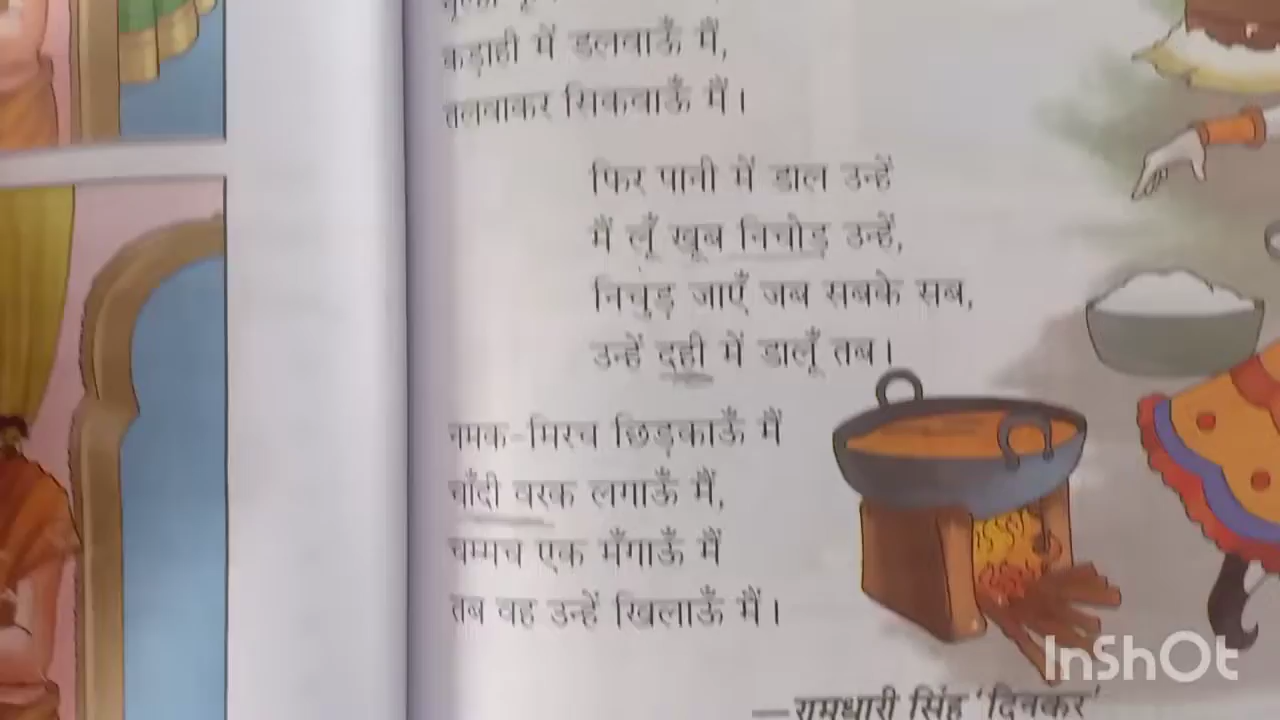 कड़ाही में डलवाऊँ मैं,
तलवाकर सिकवाऊँ मैं।
फिर पानी में डाल उन्हें
मैं लूँ खूब निचोड़ उन्हें,
निचुड़ जाएँ जब सबके सब,
उन्हें दही में डालूँ तब।
नमक-मिरच छिड़काऊँ मैं
चाँदी वरक लगाऊँ मैं,
चम्मच एक मँगाऊँ मैं
तब वह उन्हें खिलाऊँ मैं।
—रामधारी सिंह 'दिनकर'
InShOt